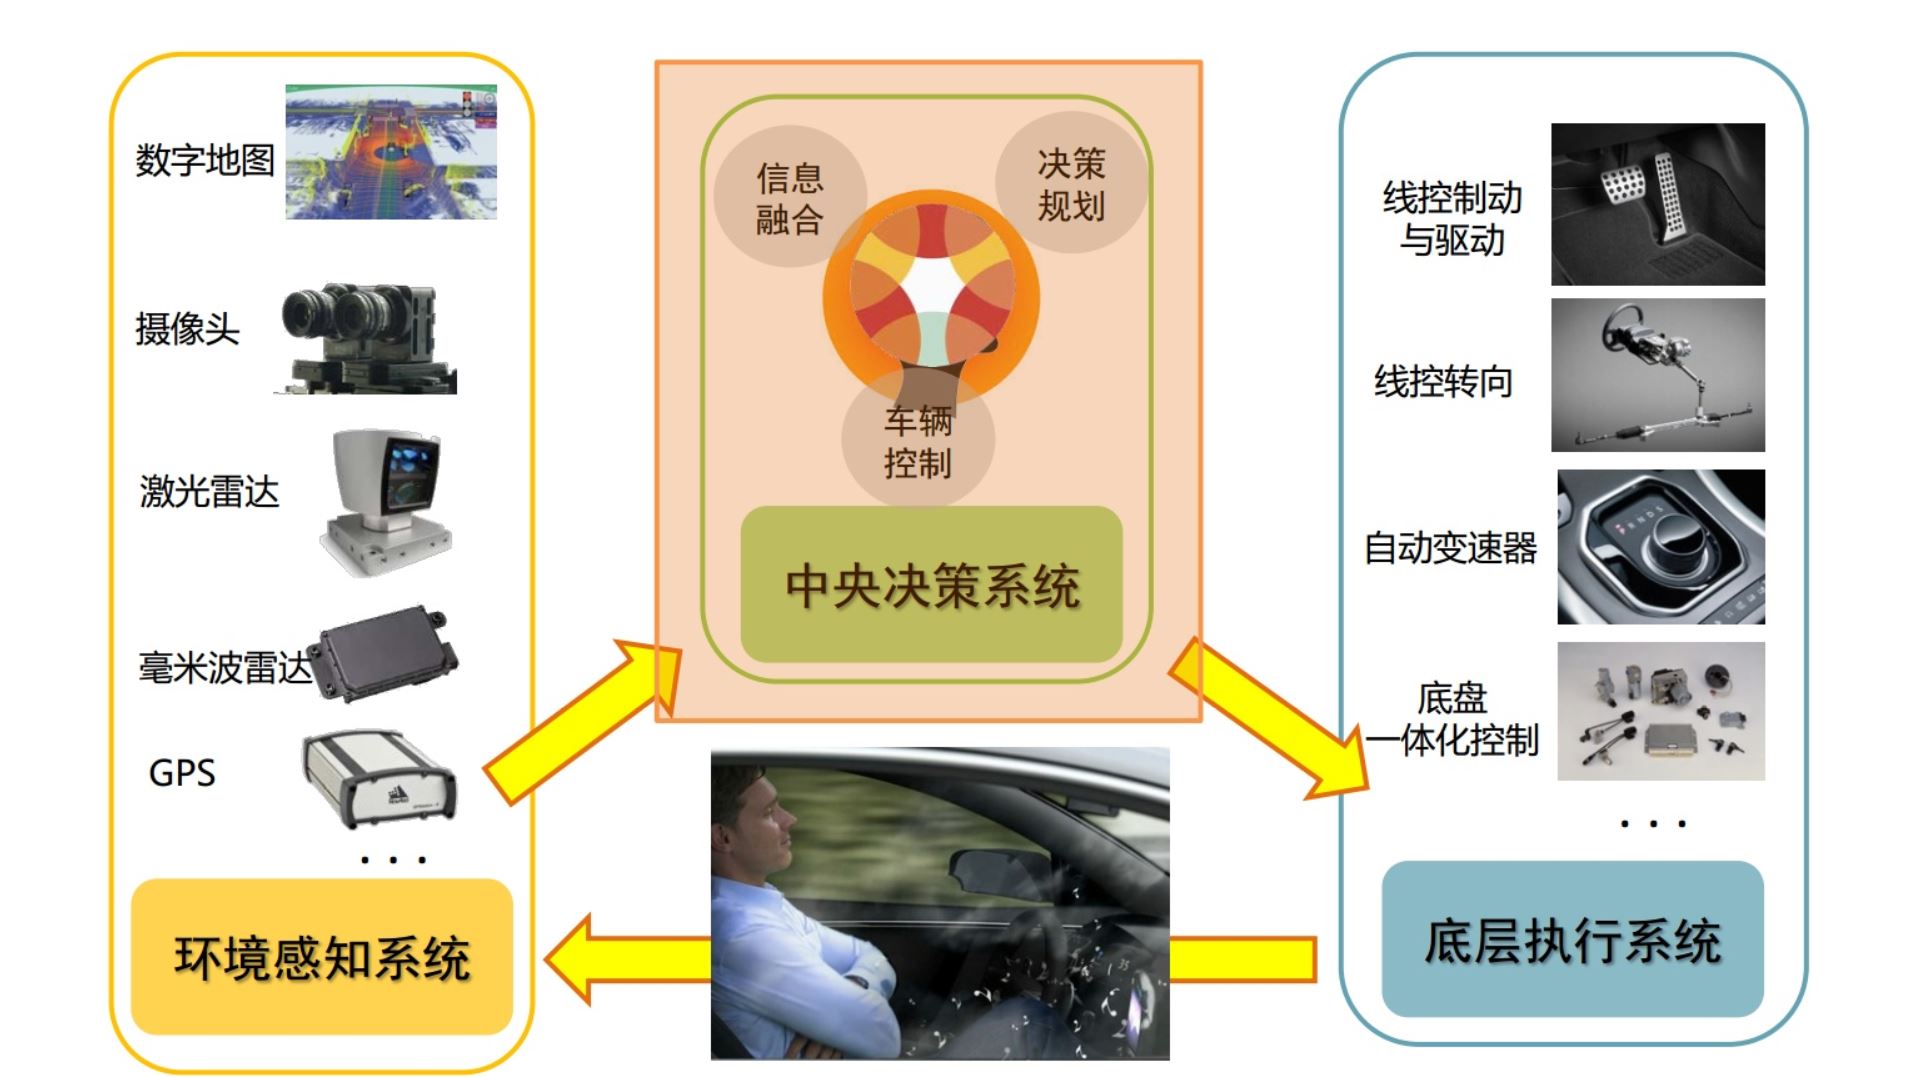 数字地图
摄像头
激光雷达
毫米波雷达
GPS
...
环境感知系统
信息
融合
决策
规划
车辆
控制
中央决策系统
线控制动
与驱动
线控转向
自动变速器
P R N D S
底盘
一体化控制
...
底层执行系统
35